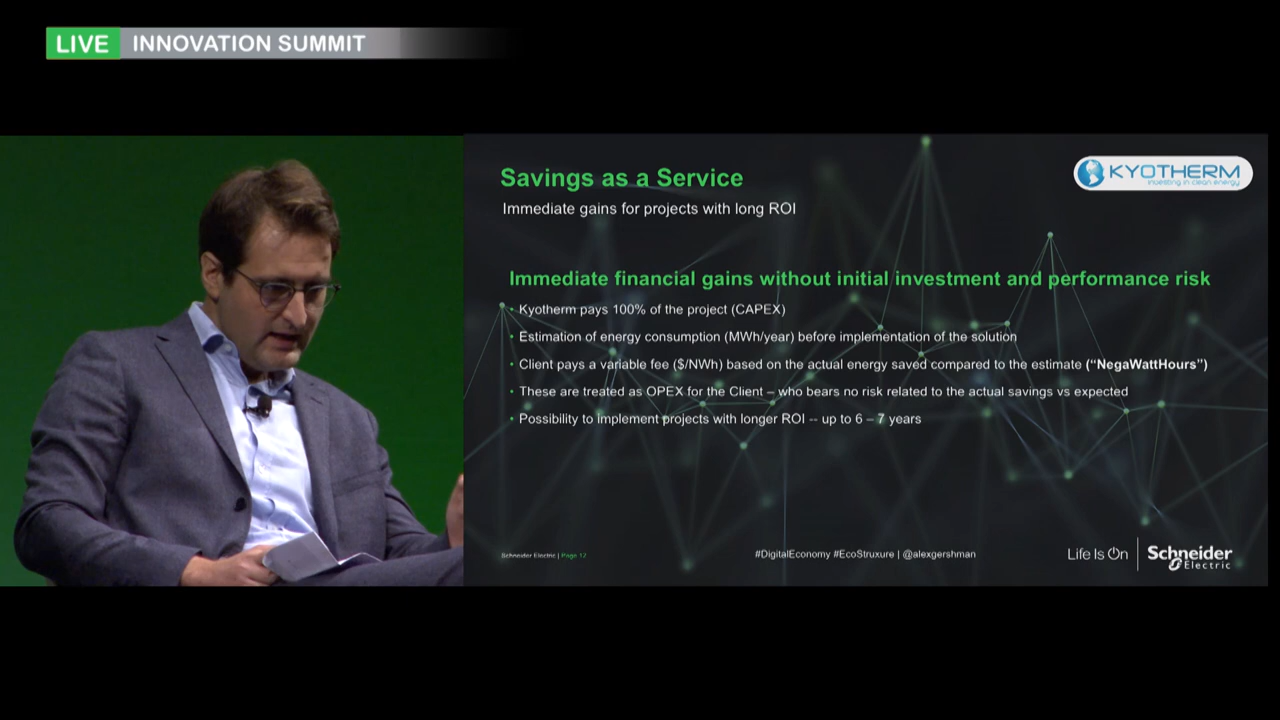 LIVE INNOVATION SUMMIT
Savings as a Service
KYOTHERM
investing in clean energy
Immediate gains for projects with long ROI
Immediate financial gains without initial investment and performance risk
• Kyotherm pays 100% of the project (CAPEX)
• Estimation of energy consumption (MWh/year) before implementation of the solution
• Client pays a variable fee ($/NWh) based on the actual energy saved compared to the estimate (“NegaWattHours”)
• These are treated as OPEX for the Client – who bears no risk related to the actual savings vs expected
• Possibility to implement projects with longer ROI -- up to 6 – 7 years
Schneider Electric | Page 12
#DigitalEconomy #EcoStruxure | @alexgershman
Life Is On
Schneider
Electric